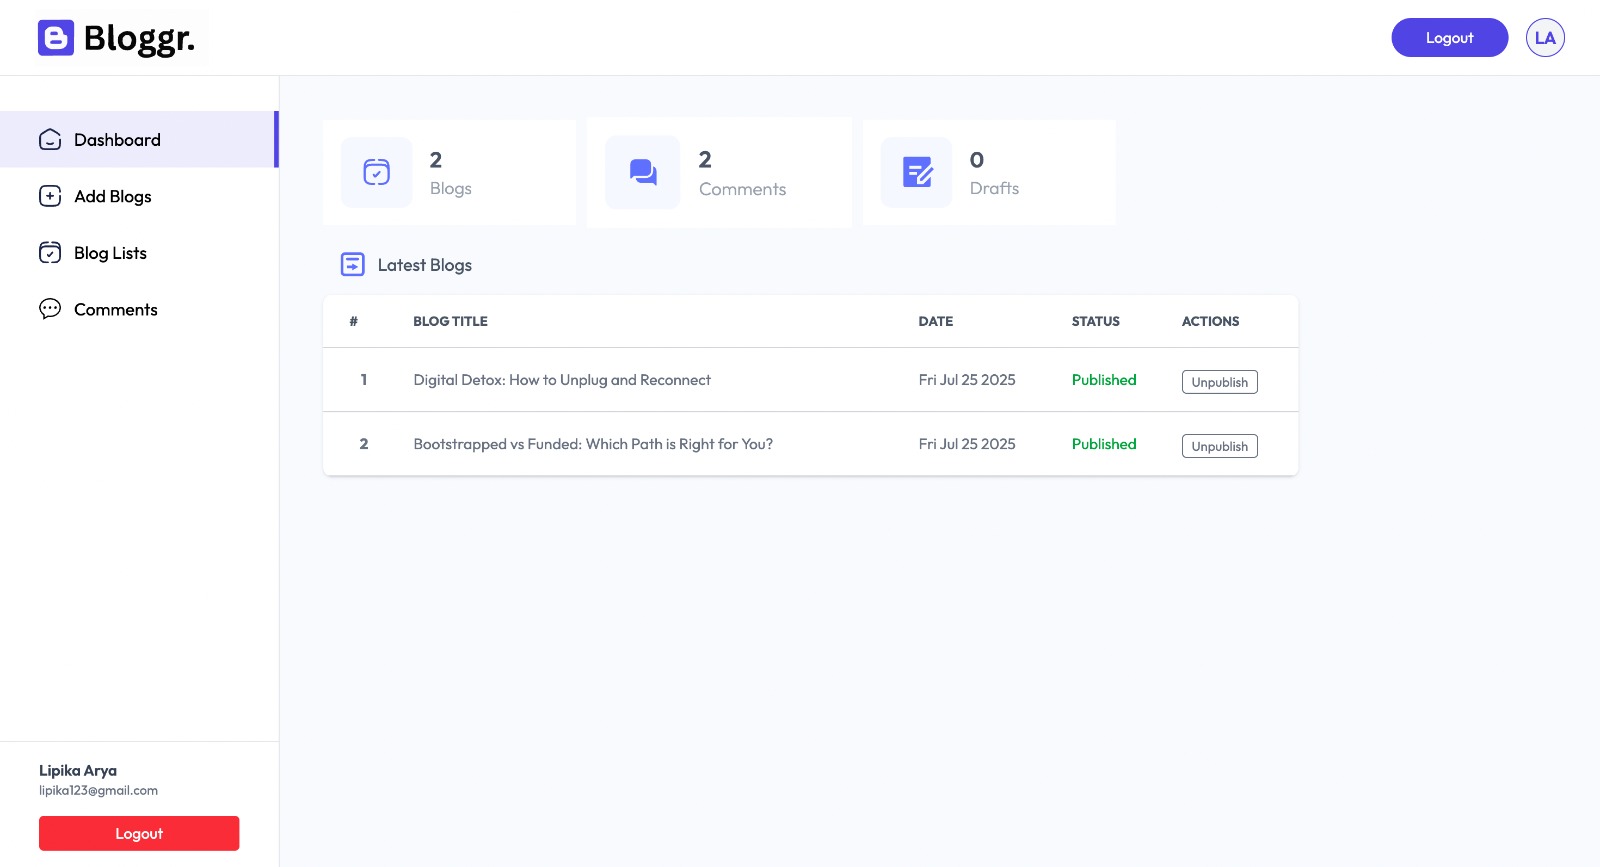 Bloggr.
Logout
LA
Dashboard
Add Blogs
Blog Lists
Comments
2
Blogs
2
Comments
0
Drafts
Latest Blogs
# BLOG TITLE DATE STATUS ACTIONS
1 Digital Detox: How to Unplug and Reconnect Fri Jul 25 2025 Published Unpublish
2 Bootstrapped vs Funded: Which Path is Right for You? Fri Jul 25 2025 Published Unpublish
Lipika Arya
lipika123@gmail.com
Logout